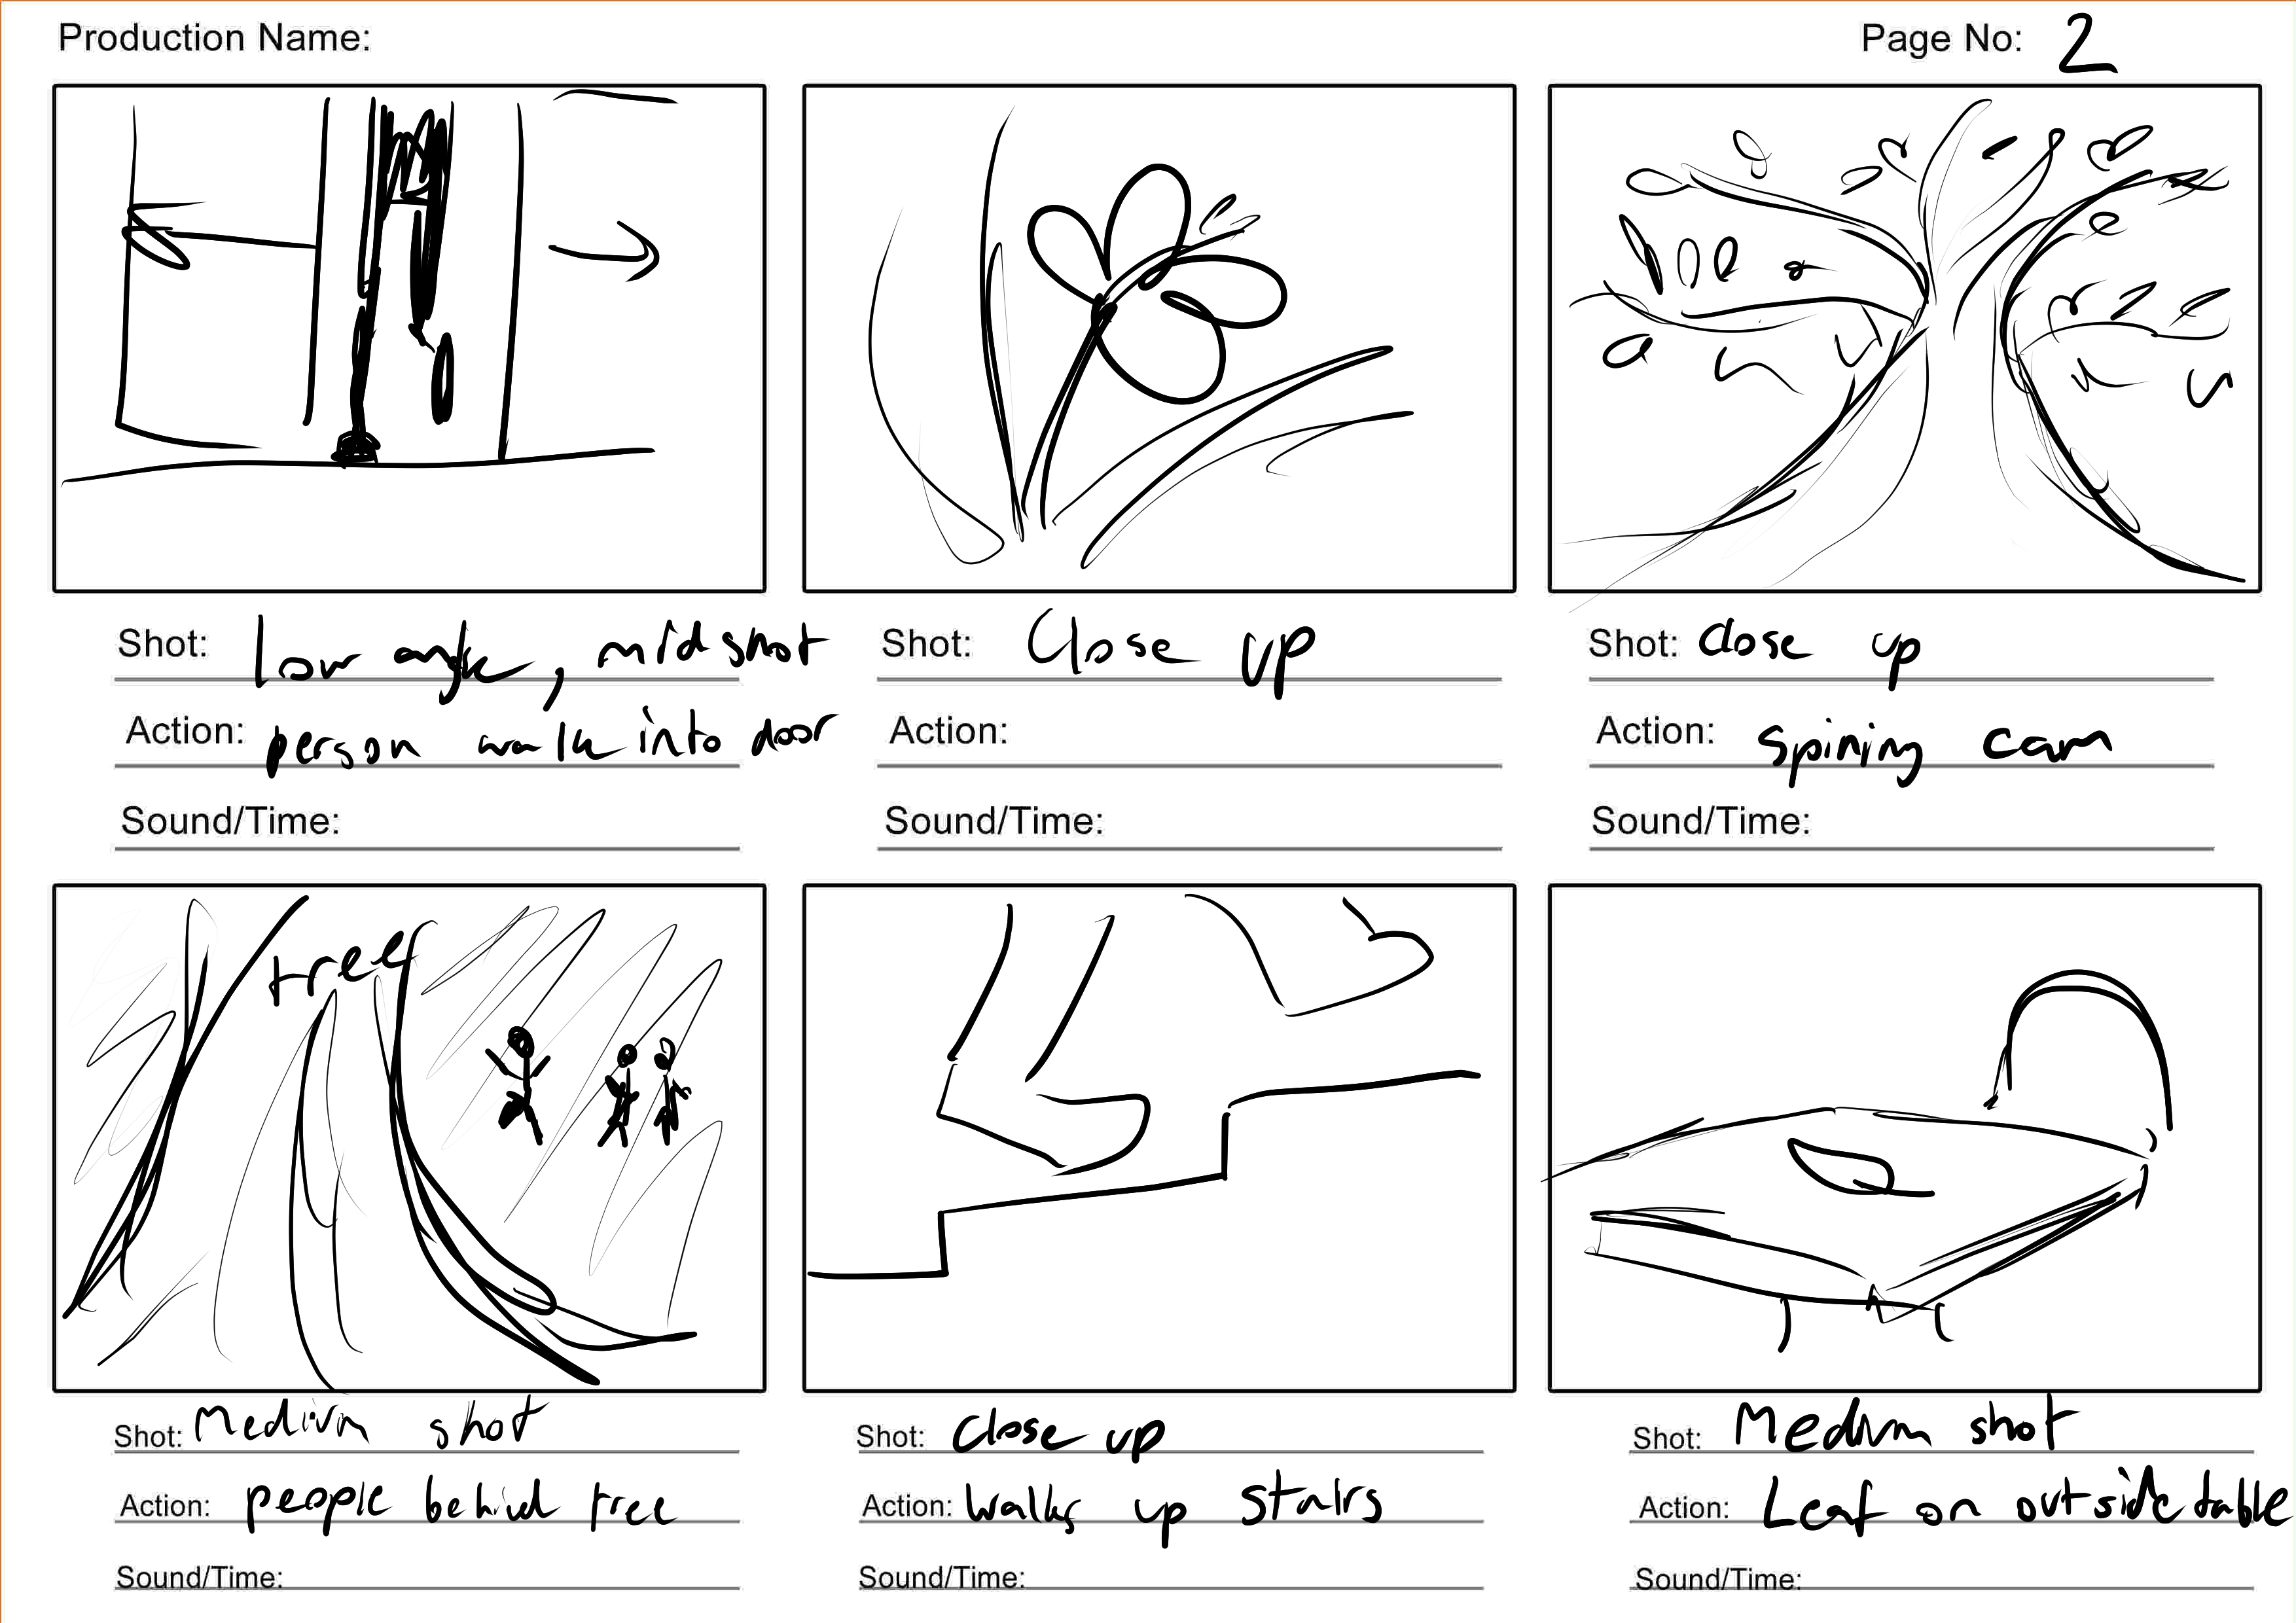 Production Name:
Page No: 2
Shot: low angle, midshot
Action: person walk into door
Sound/Time:
Shot: Close up
Action:
Sound/Time:
Shot: close up
Action: spining cam
Sound/Time:
tree
Shot: Medium shot
Action: people behind tree
Sound/Time:
Shot: close up
Action: walks up stairs
Sound/Time:
Shot: Medium shot
Action: Leaf on outside table
Sound/Time: